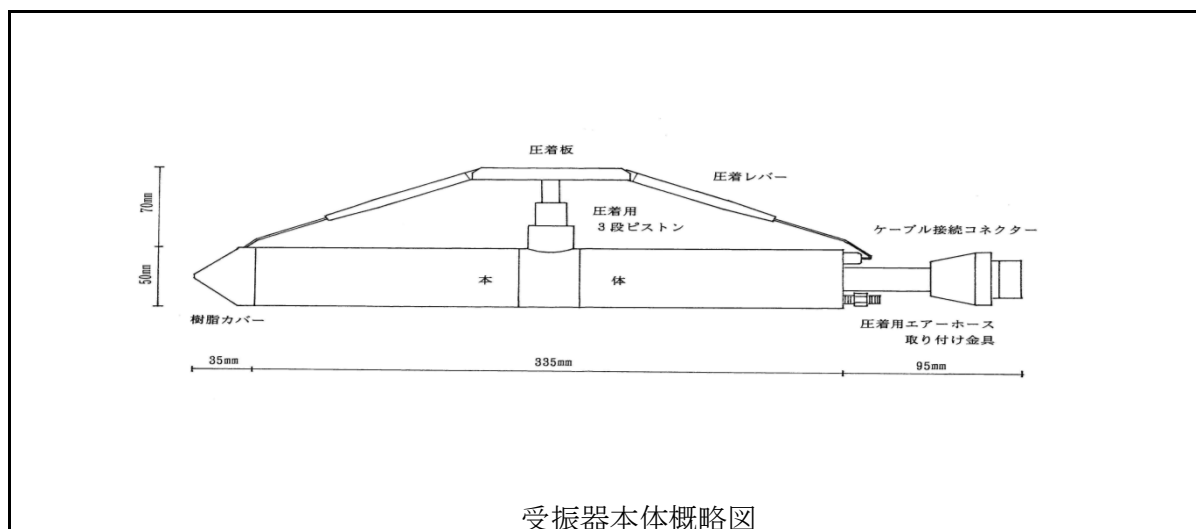 圧着板
圧着レバー
圧着用
3段ピストン
ケーブル接続コネクター
70mm
50mm
本体
樹脂カバー
圧着用エアーホース
取り付け金具
35mm
335mm
95mm
受振器本体概略図